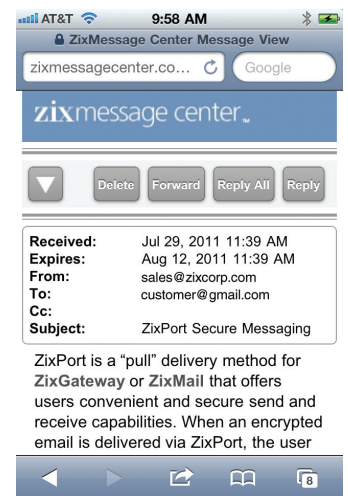 AT&T 9:58 AM
ZixMessage Center Message View
zixmessagecenter.co... Google
zixmessage center™
Delete Forward Reply All Reply
Received: Jul 29, 2011 11:39 AM
Expires: Aug 12, 2011 11:39 AM
From: sales@zixcorp.com
To: customer@gmail.com
Cc:
Subject: ZixPort Secure Messaging
ZixPort is a “pull” delivery method for
ZixGateway or ZixMail that offers
users convenient and secure send and
receive capabilities. When an encrypted
email is delivered via ZixPort, the user
8